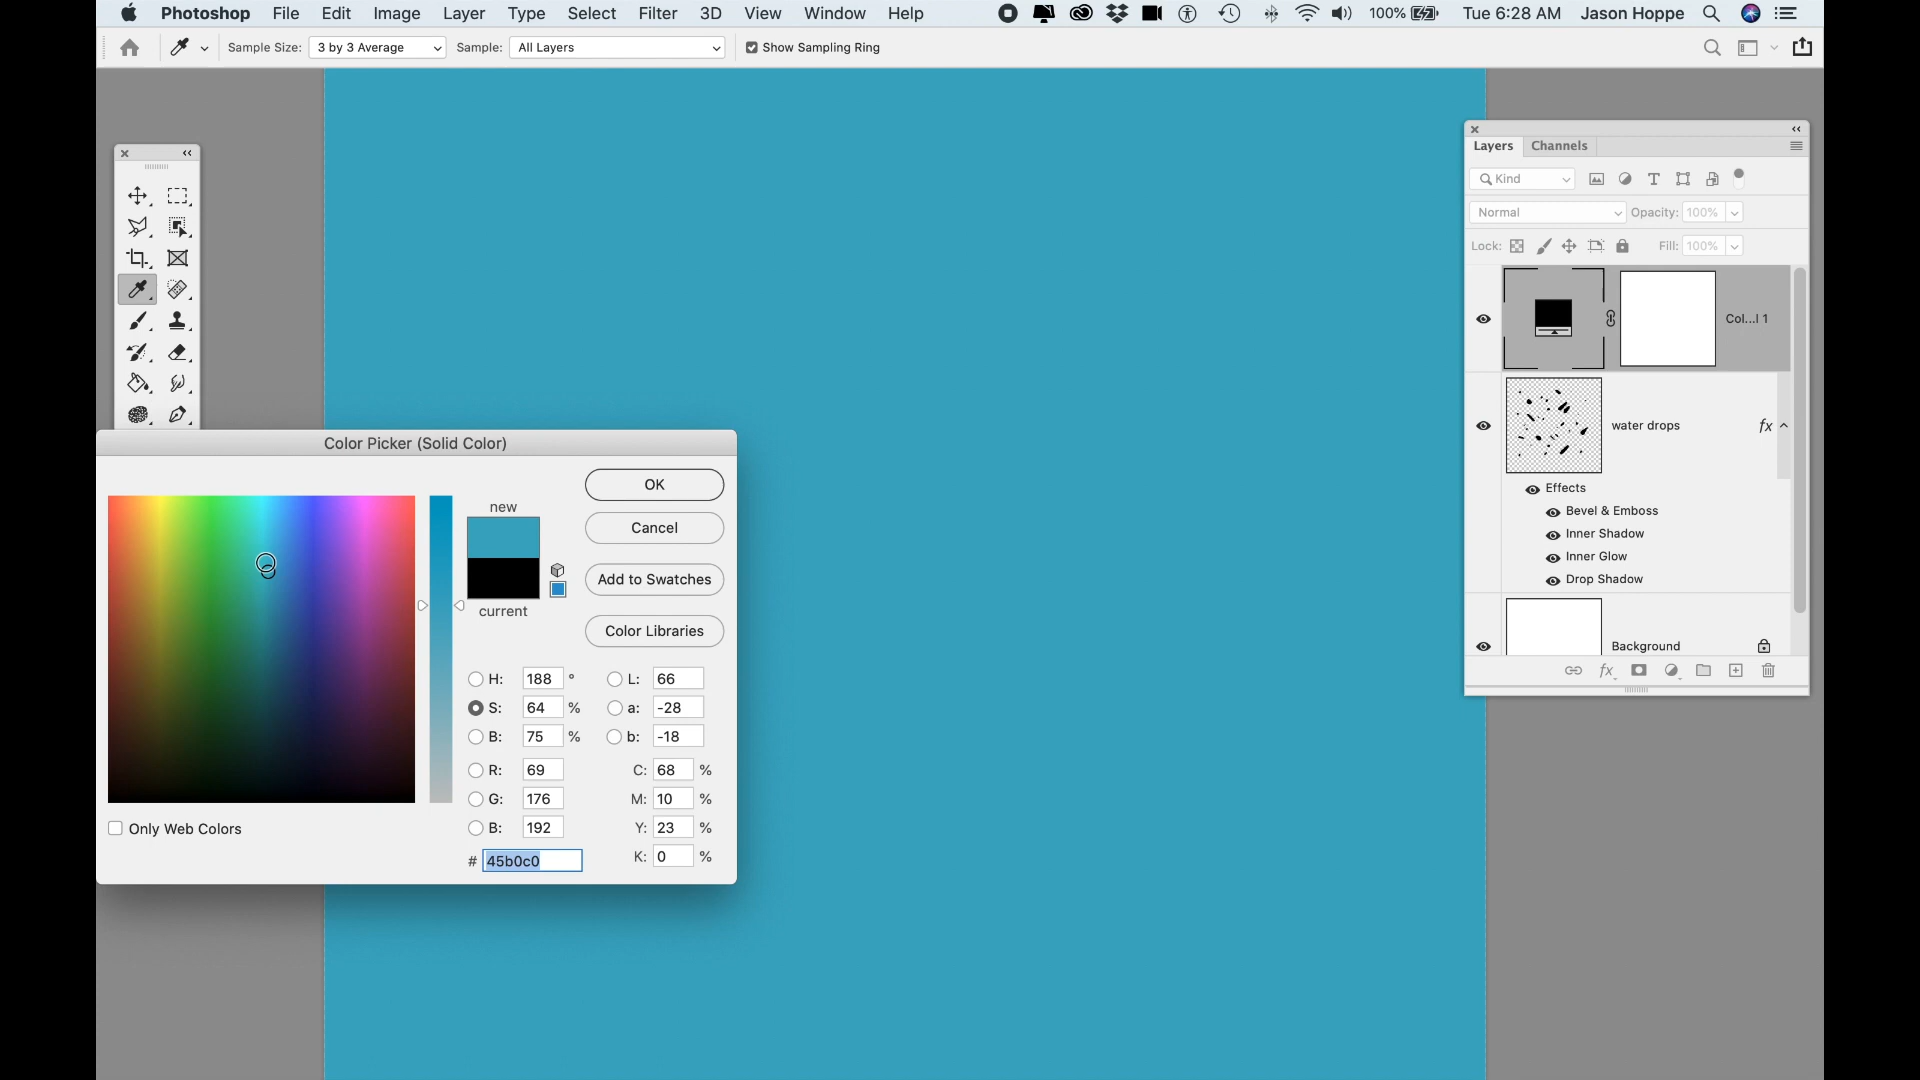 Photoshop File Edit Image Layer Type Select Filter 3D View Window Help 100% Tue 6:28 AM Jason Hoppe
Sample Size: 3 by 3 Average Sample: All Layers Show Sampling Ring
Layers Channels
Kind
Normal Opacity: 100%
Lock: Fill: 100%
Col...l 1
water drops fx
Effects
Bevel & Emboss
Inner Shadow
Inner Glow
Drop Shadow
Background
fx
Color Picker (Solid Color)
new
current
OK
Cancel
Add to Swatches
Color Libraries
H: 188 ° L: 66
S: 64 % a: -28
B: 75 % b: -18
R: 69 C: 68 %
G: 176 M: 10 %
B: 192 Y: 23 %
# 45b0c0 K: 0 %
Only Web Colors